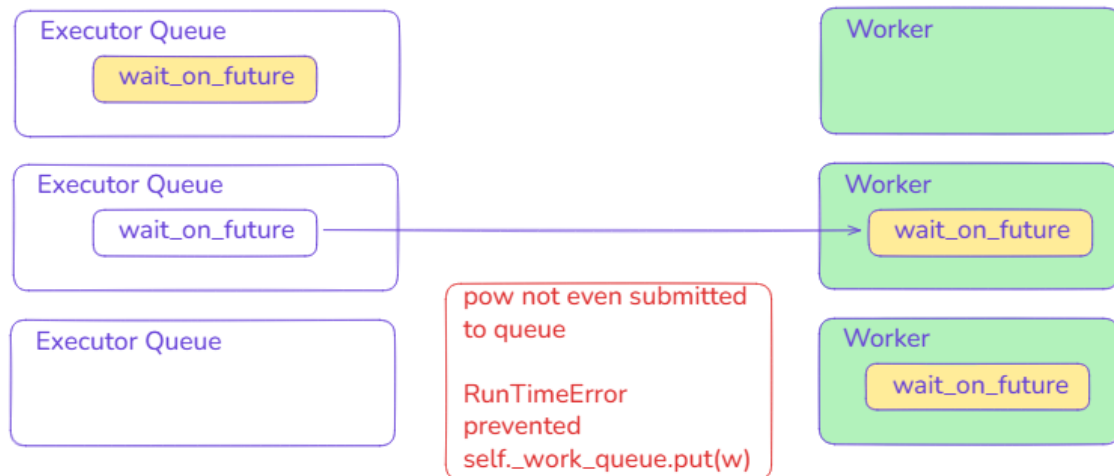 Executor Queue
wait_on_future
Worker
Executor Queue
wait_on_future
Worker
wait_on_future
pow not even submitted
to queue
RunTimeError
prevented
self._work_queue.put(w)
Executor Queue
Worker
wait_on_future